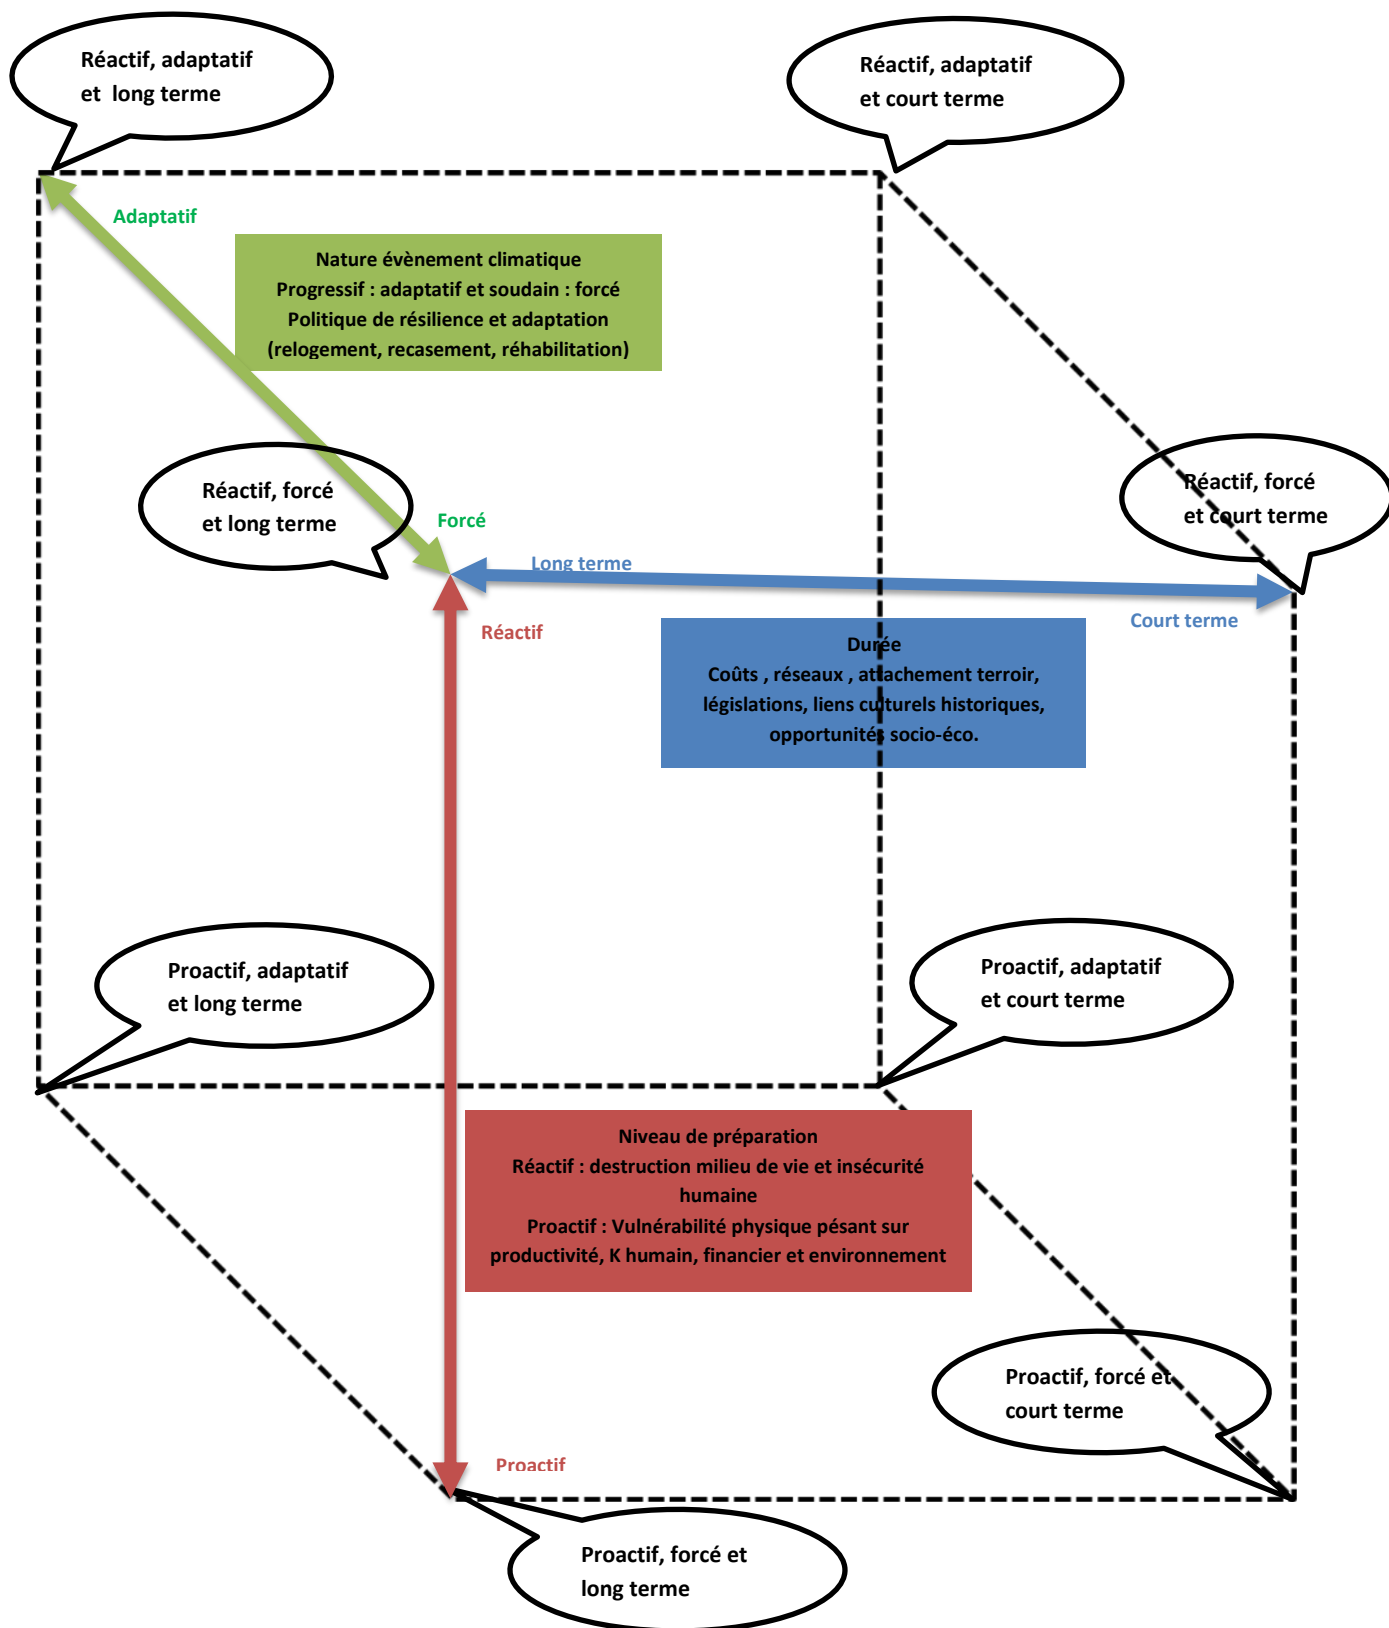 Réactif, adaptatif
et long terme
Réactif, adaptatif
et court terme
Adaptatif
Nature évènement climatique
Progressif : adaptatif et soudain : forcé
Politique de résilience et adaptation
(relogement, recasement, réhabilitation)
Réactif, forcé
et long terme
Réactif, forcé
et court terme
Forcé
Long terme
Court terme
Réactif
Durée
Coûts , réseaux , attachement terroir,
législations, liens culturels historiques,
opportunités socio-éco.
Proactif, adaptatif
et long terme
Proactif, adaptatif
et court terme
Niveau de préparation
Réactif : destruction milieu de vie et insécurité
humaine
Proactif : Vulnérabilité physique pésant sur
productivité, K humain, financier et environnement
Proactif, forcé et
court terme
Proactif
Proactif, forcé et
long terme